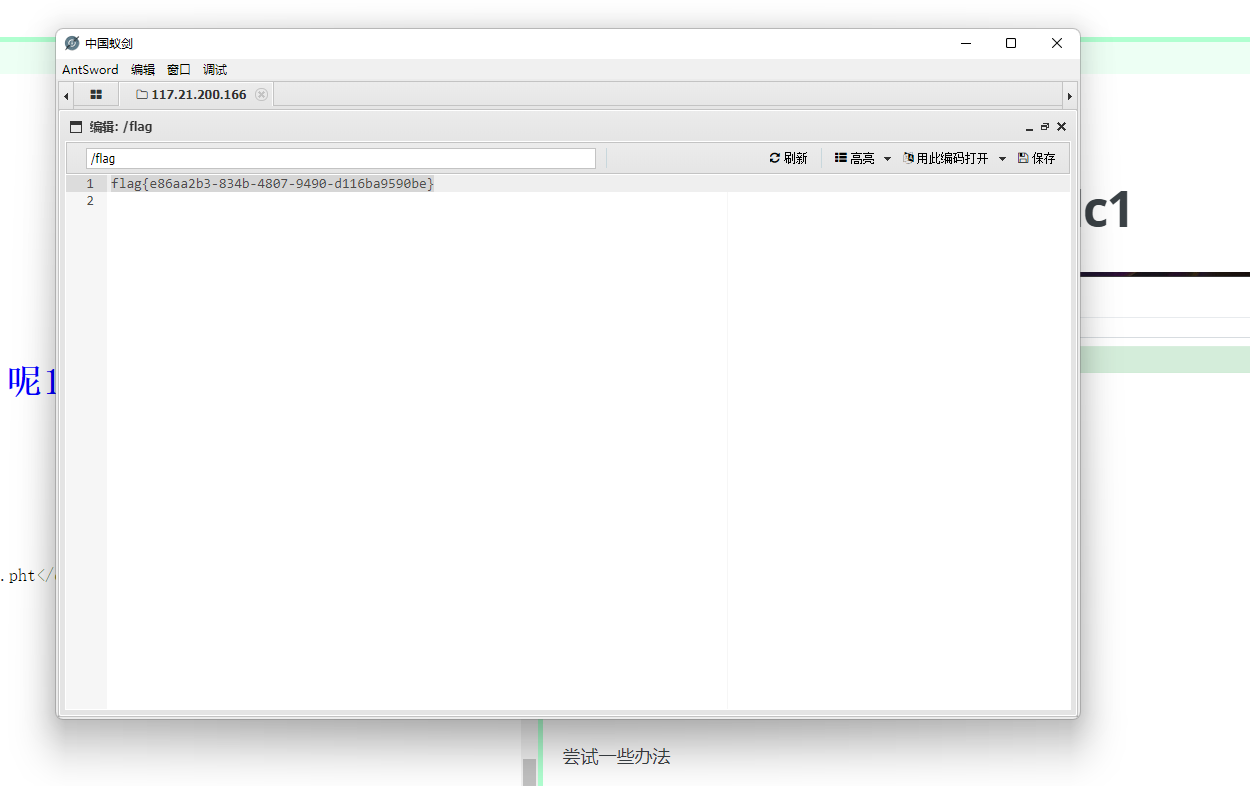 中国蚁剑
AntSword 编辑 窗口 调试
117.21.200.166
编辑: /flag
/flag 刷新 高亮 用此编码打开 保存
1 flag{e86aa2b3-834b-4807-9490-d116ba9590be}
2
c1
呢1
.pht</
尝试一些办法